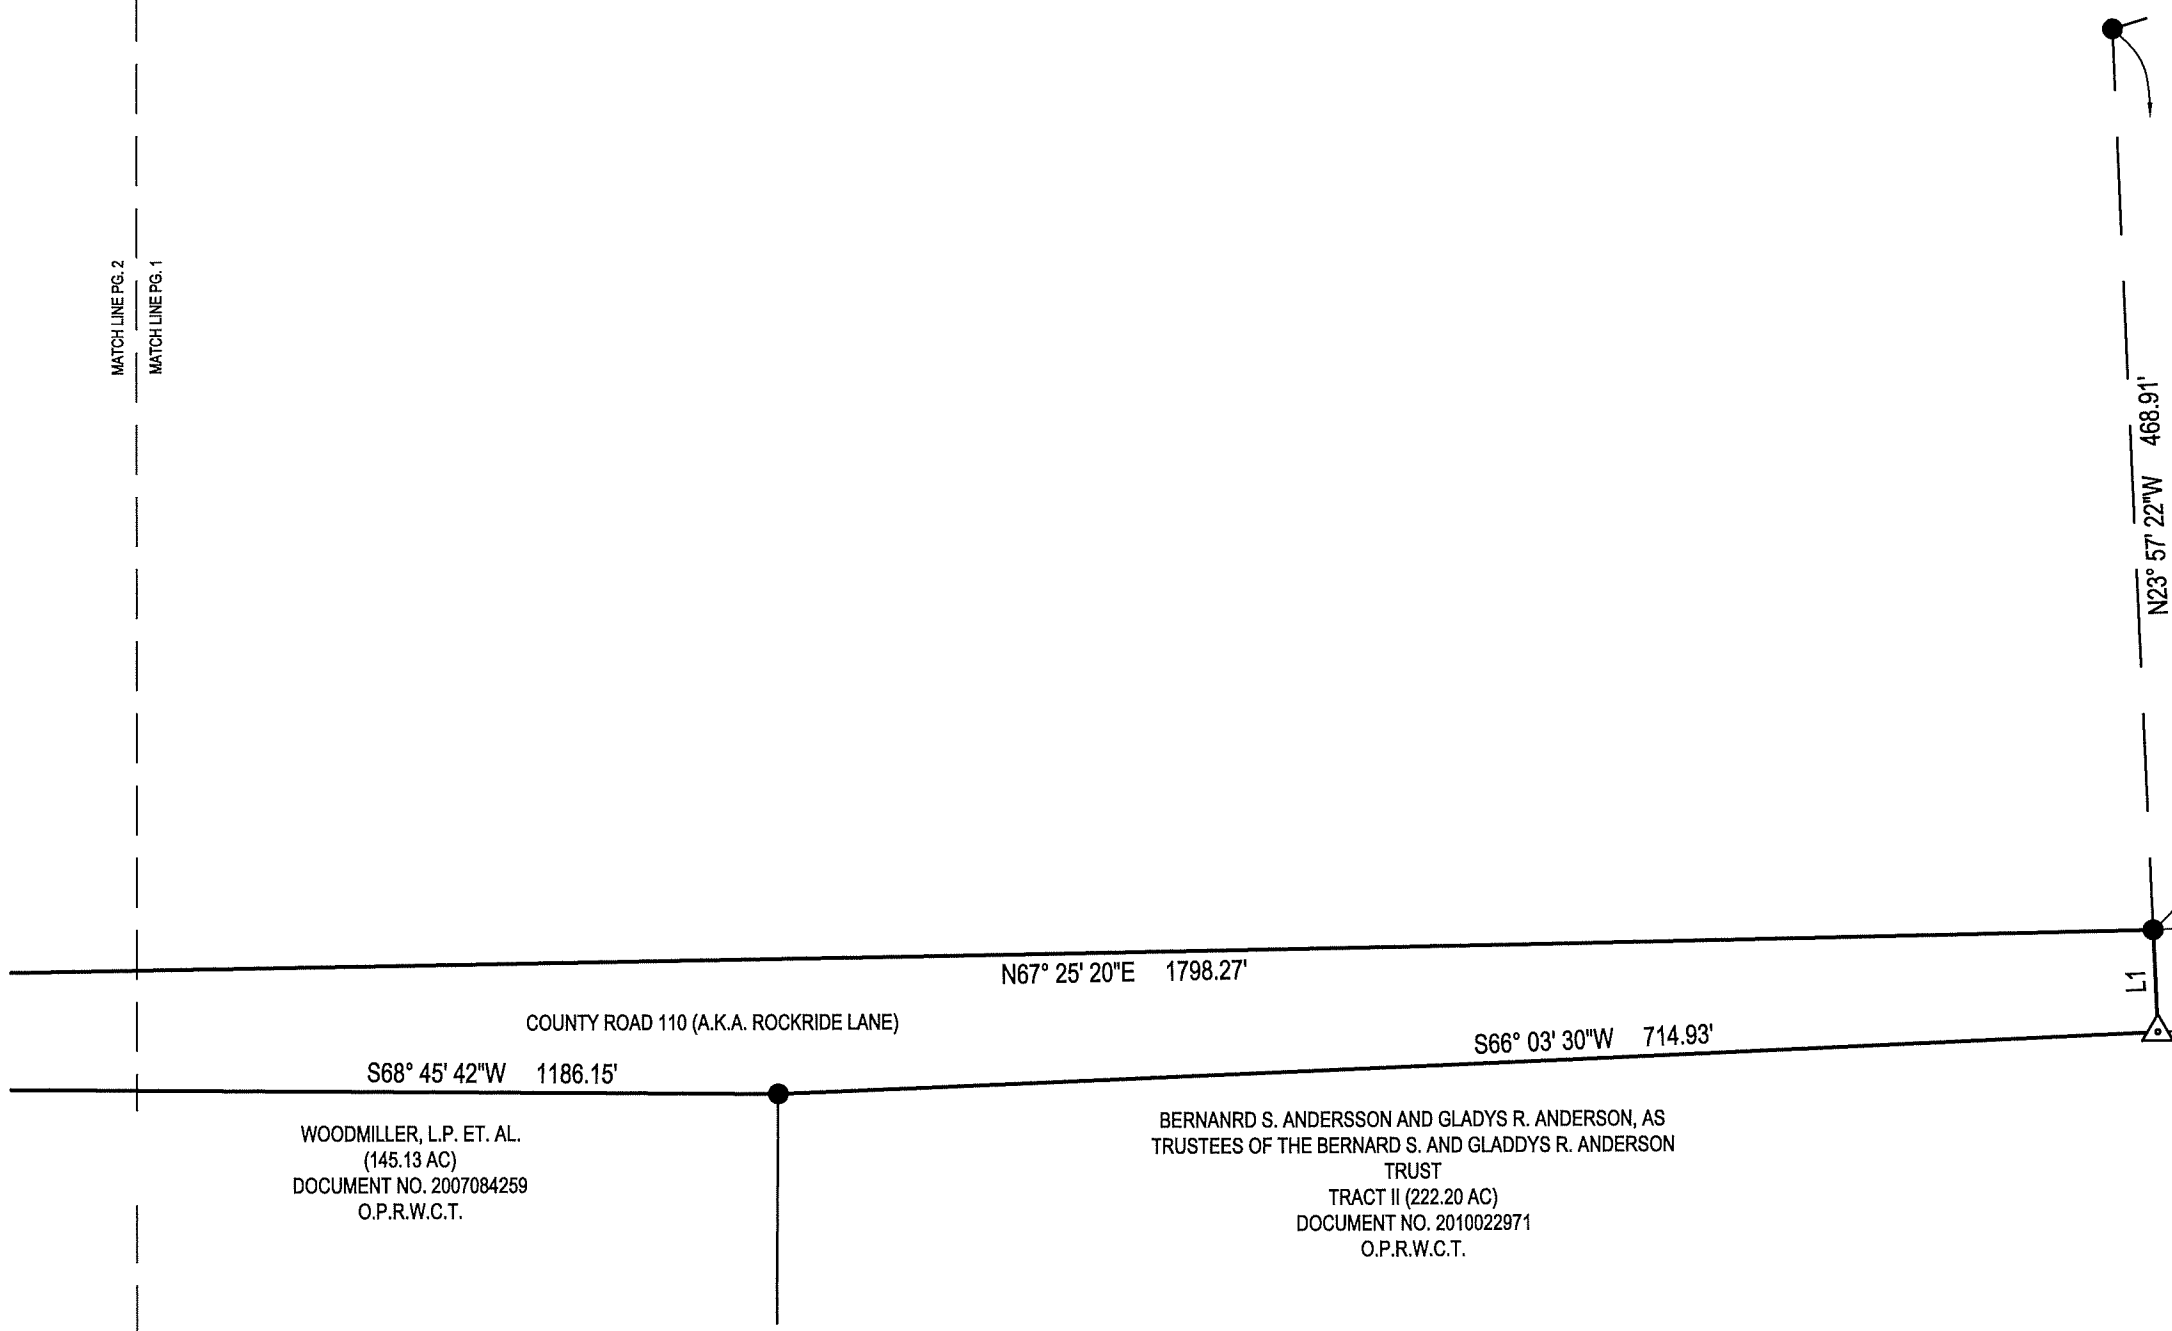 MATCH LINE PG. 2
MATCH LINE PG. 1
N23° 57' 22"W 468.91'
N67° 25' 20"E 1798.27'
L1
COUNTY ROAD 110 (A.K.A. ROCKRIDE LANE)
S66° 03' 30"W 714.93'
S68° 45' 42"W 1186.15'
WOODMILLER, L.P. ET. AL.
(145.13 AC)
DOCUMENT NO. 2007084259
O.P.R.W.C.T.
BERNANRD S. ANDERSSON AND GLADYS R. ANDERSON, AS
TRUSTEES OF THE BERNARD S. AND GLADDYS R. ANDERSON
TRUST
TRACT II (222.20 AC)
DOCUMENT NO. 2010022971
O.P.R.W.C.T.